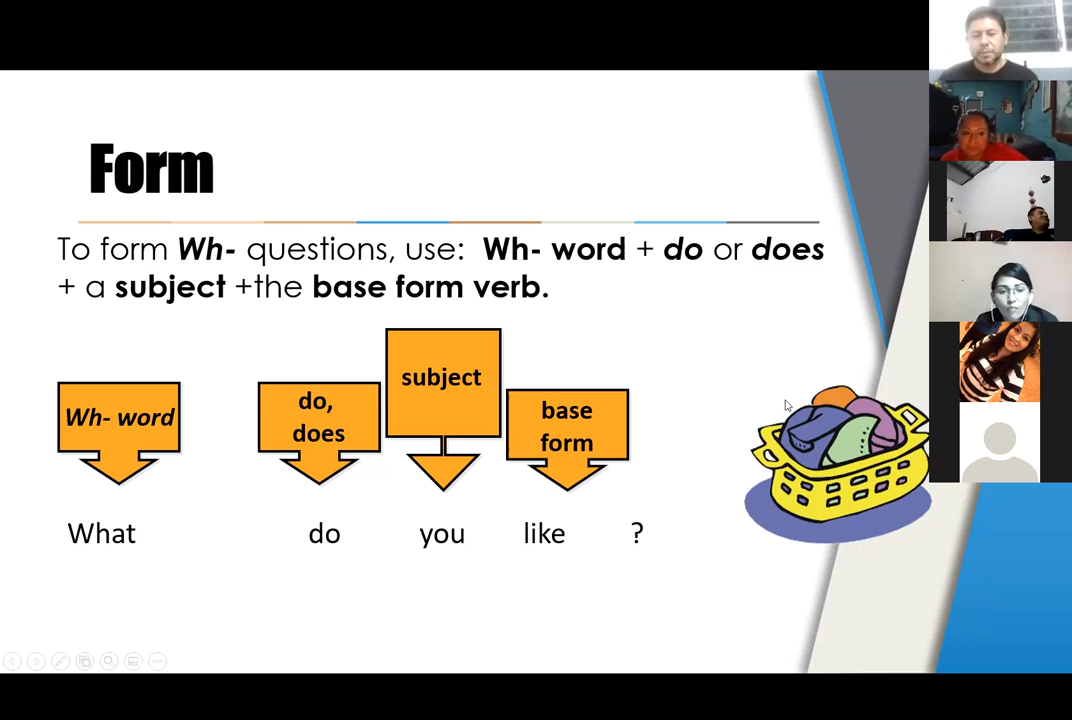 Form
To form Wh- questions, use: Wh- word + do or does
+ a subject +the base form verb.
Wh- word
do,
does
subject
base
form
What do you like ?